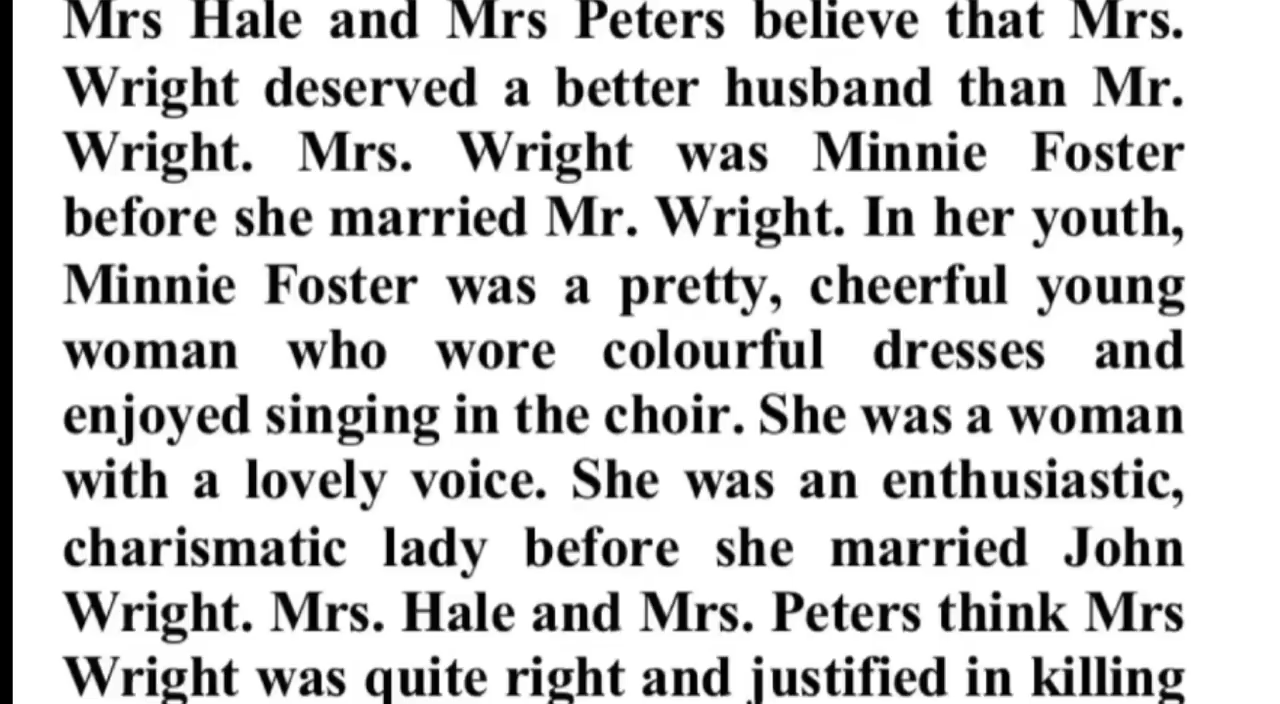 Mrs Hale and Mrs Peters believe that Mrs.
Wright deserved a better husband than Mr.
Wright. Mrs. Wright was Minnie Foster
before she married Mr. Wright. In her youth,
Minnie Foster was a pretty, cheerful young
woman who wore colourful dresses and
enjoyed singing in the choir. She was a woman
with a lovely voice. She was an enthusiastic,
charismatic lady before she married John
Wright. Mrs. Hale and Mrs. Peters think Mrs
Wright was quite right and justified in killing